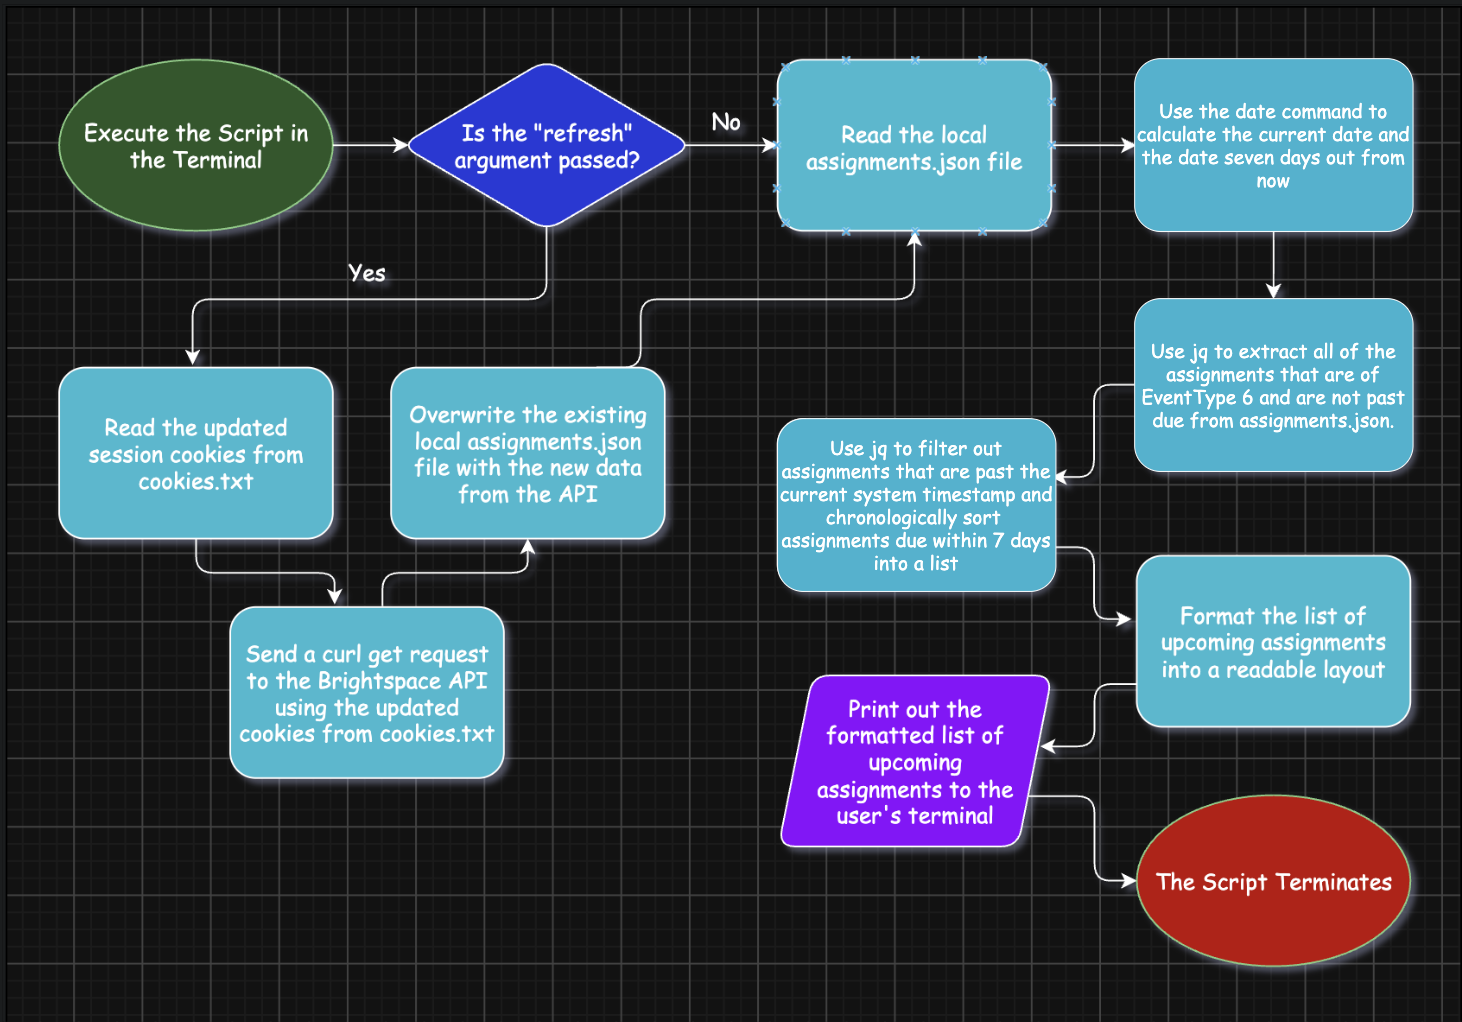 Execute the Script in
the Terminal
Is the "refresh"
argument passed?
No
Read the local
assignments.json file
Use the date command to
calculate the current date and
the date seven days out from
now
Yes
Read the updated
session cookies from
cookies.txt
Overwrite the existing
local assignments.json
file with the new data
from the API
Send a curl get request
to the Brightspace API
using the updated
cookies from cookies.txt
Use jq to extract all of the
assignments that are of
EventType 6 and are not past
due from assignments.json.
Use jq to filter out
assignments that are past the
current system timestamp and
chronologically sort
assignments due within 7 days
into a list
Format the list of
upcoming assignments
into a readable layout
Print out the
formatted list of
upcoming
assignments to the
user's terminal
The Script Terminates